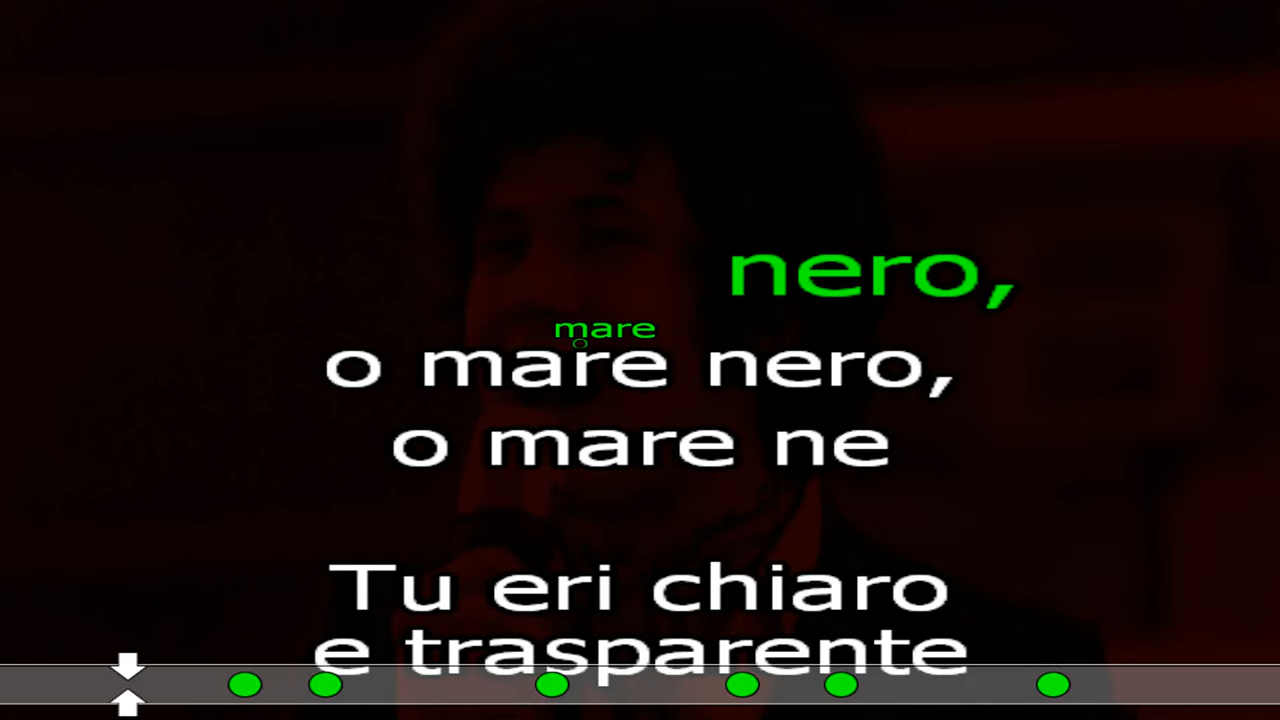 nero,
mare
o
o mare nero,
o mare ne
Tu eri chiaro
e trasparente